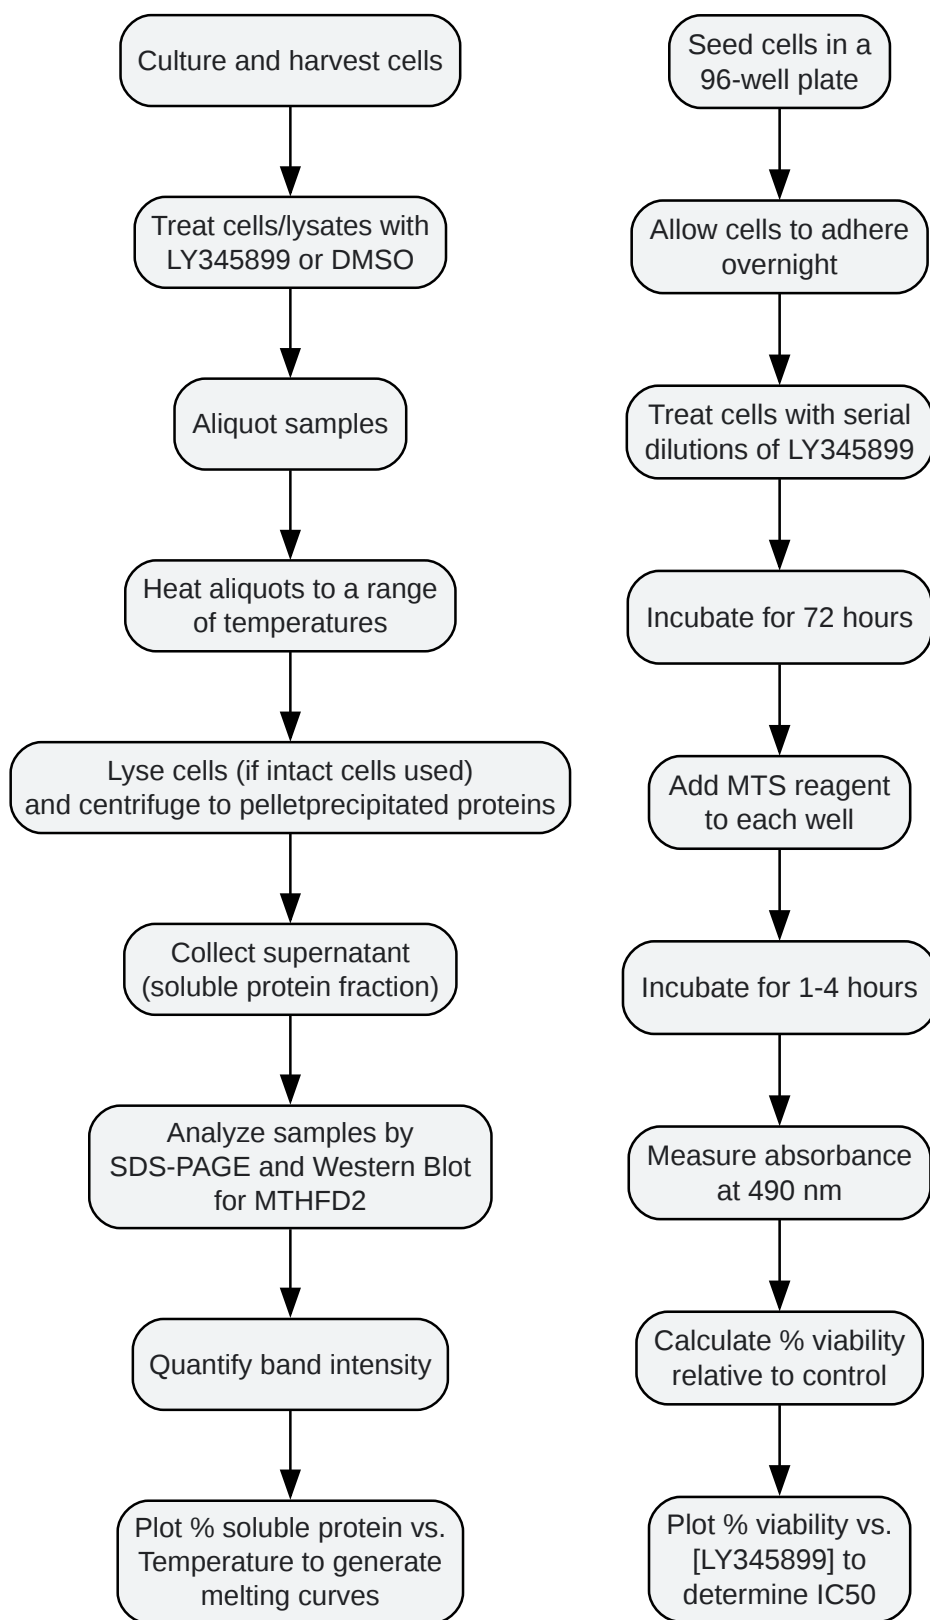 Culture and harvest cells
Treat cells/lysates with
LY345899 or DMSO
Aliquot samples
Heat aliquots to a range
of temperatures
Lyse cells (if intact cells used)
and centrifuge to pelletprecipitated proteins
Collect supernatant
(soluble protein fraction)
Analyze samples by
SDS-PAGE and Western Blot
for MTHFD2
Quantify band intensity
Plot % soluble protein vs.
Temperature to generate
melting curves
Seed cells in a
96-well plate
Allow cells to adhere
overnight
Treat cells with serial
dilutions of LY345899
Incubate for 72 hours
Add MTS reagent
to each well
Incubate for 1-4 hours
Measure absorbance
at 490 nm
Calculate % viability
relative to control
Plot % viability vs.
[LY345899] to
determine IC50